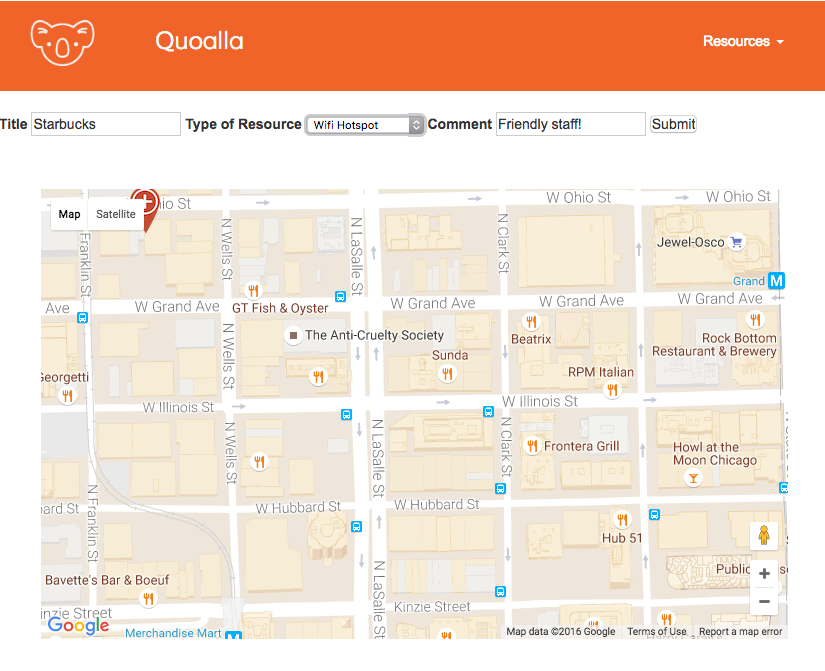 Quoalla
Resources
Title Starbucks Type of Resource Wifi Hotspot Comment Friendly staff! Submit
Map Satellite
io St
W Ohio St
W Ohio St
Franklin St
N Wells St
N LaSalle St
N Clark St
Jewel-Osco
Grand M
Ave
W Grand Ave
GT Fish & Oyster
W Grand Ave
W Grand Ave
W Grand Ave
The Anti-Cruelty Society
Beatrix
Rock Bottom
Restaurant & Brewery
N Wells St
Sunda
Georgetti
RPM Italian
W Illinois St
W Illinois St
N Wells St
N LaSalle St
N Clark St
Frontera Grill
Howl at the
Moon Chicago
N Franklin St
bard St
W Hubbard St
W Hubbard St
Hub 51
Bavette's Bar & Boeuf
N LaSalle St
Public
Kinzie Street
inzie Street
Google
Merchandise Mart M
Map data ©2016 Google Terms of Use Report a map error